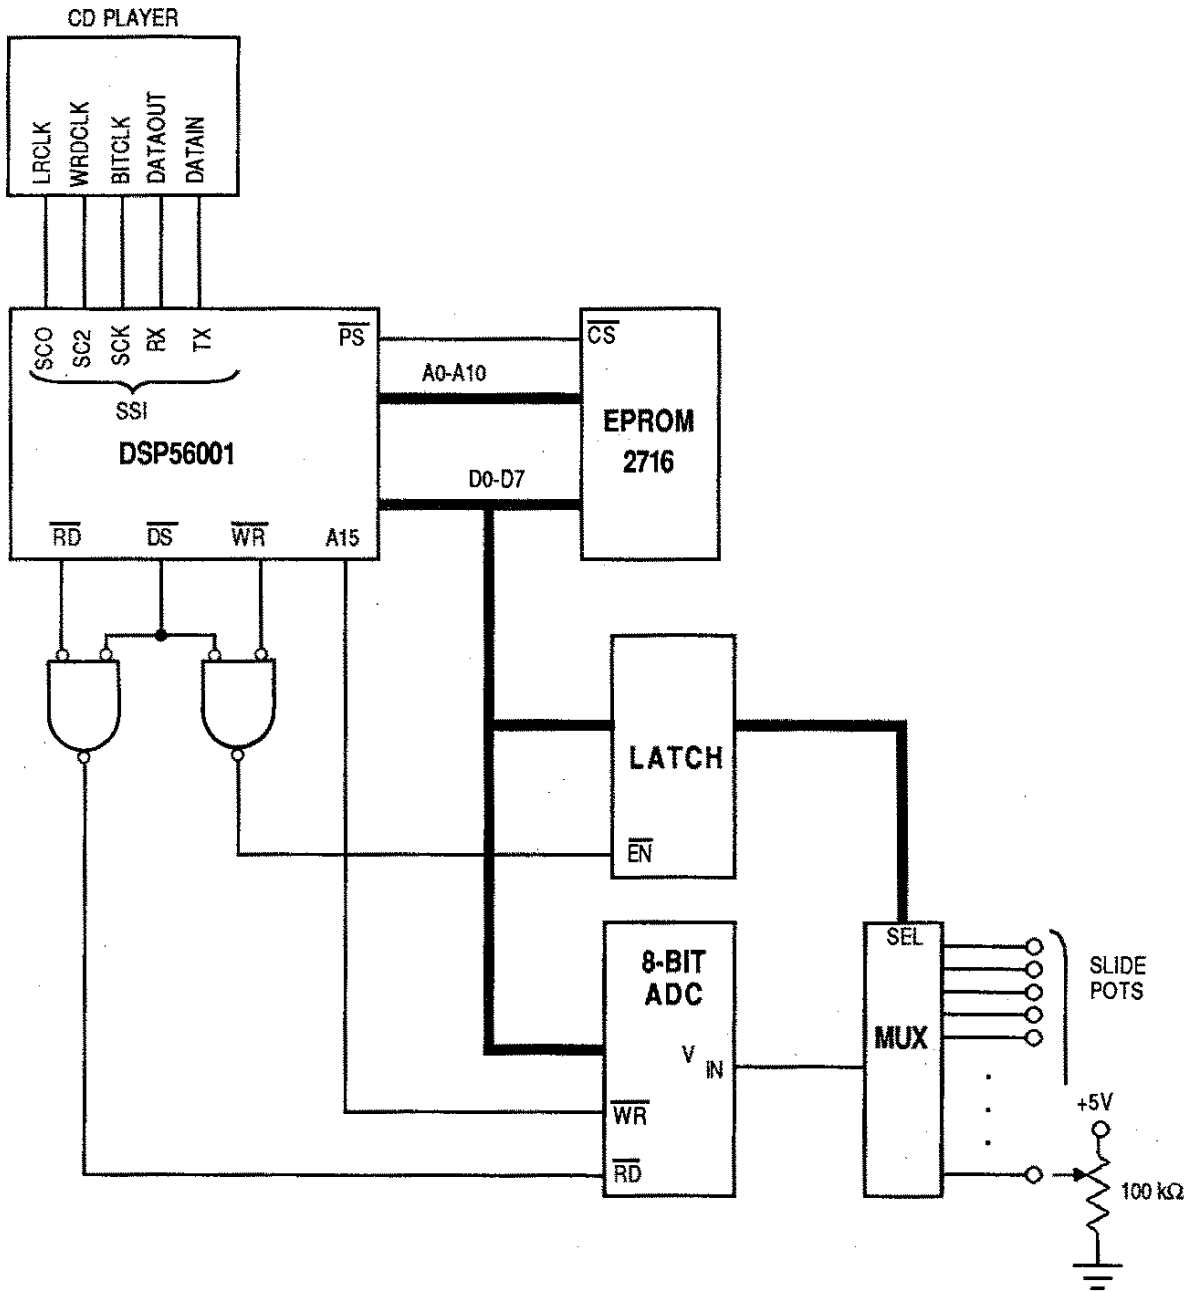 CD PLAYER
LRCLK
WRDCLK
BITCLK
DATAOUT
DATAIN
SCO
SC2
SCK
RX
TX
SSI
DSP56001
PS
A0-A10
D0-D7
CS
EPROM
2716
RD
DS
WR
A15
LATCH
EN
8-BIT
ADC
V IN
WR
RD
SEL
MUX
SLIDE
POTS
+5V
100 kΩ